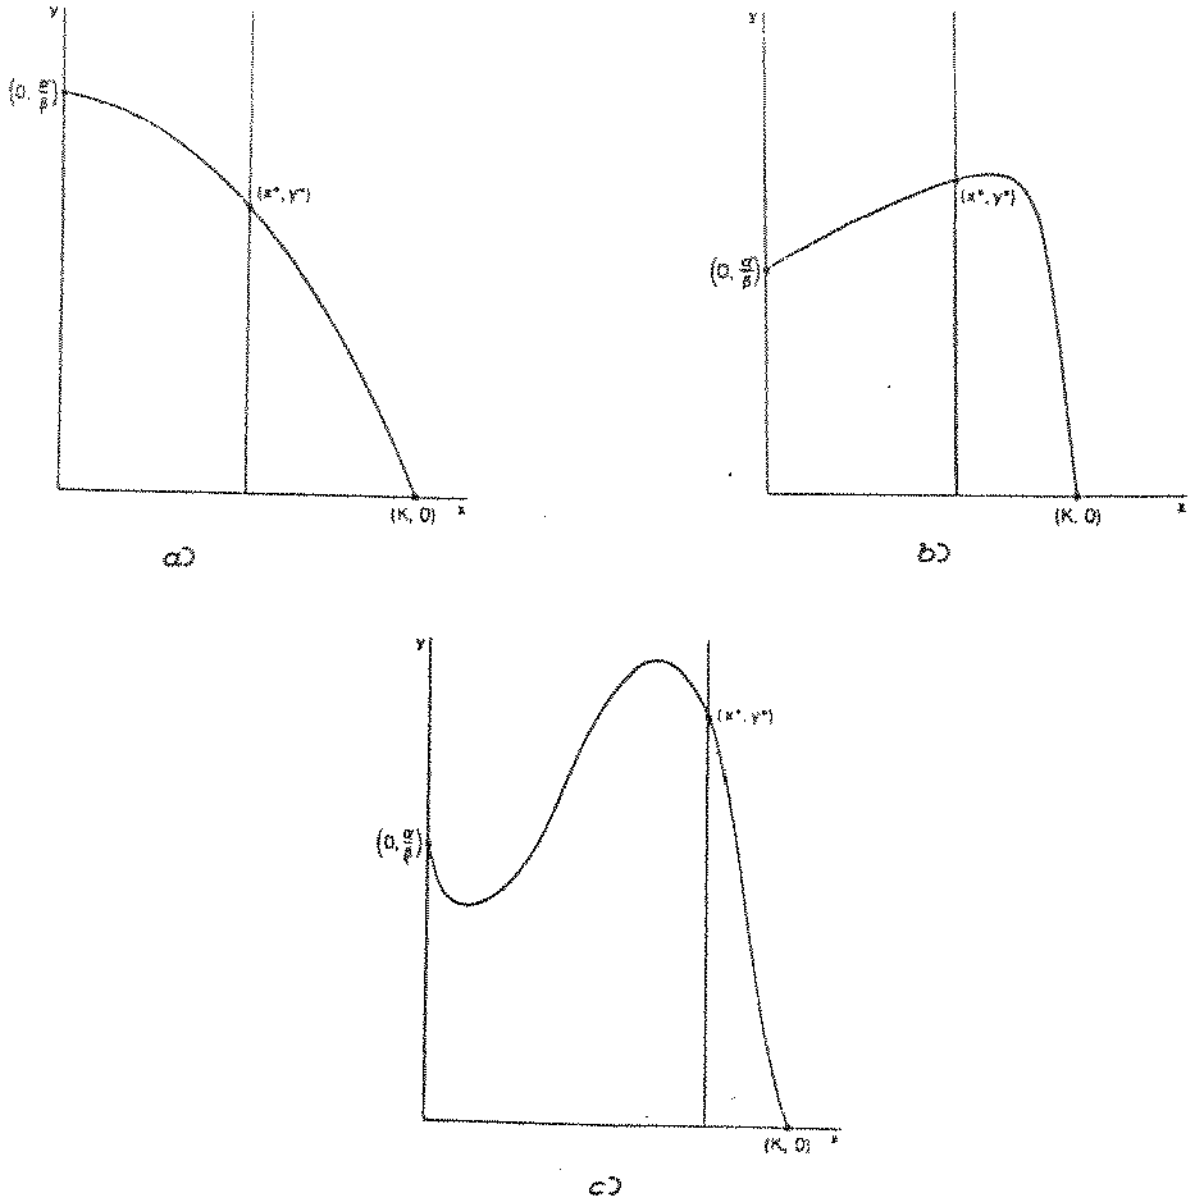 y
(0, α/β)
(x*, y*)
(K, 0)
x
a)
y
(x*, y*)
(0, α/β)
(K, 0)
x
b)
y
(x*, y*)
(0, α/β)
(K, 0)
x
c)